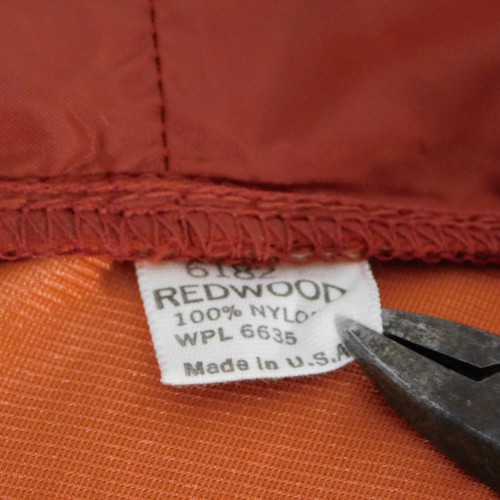 6182
REDWOOD
100% NYLO
WPL 6635
Made in U.S.A